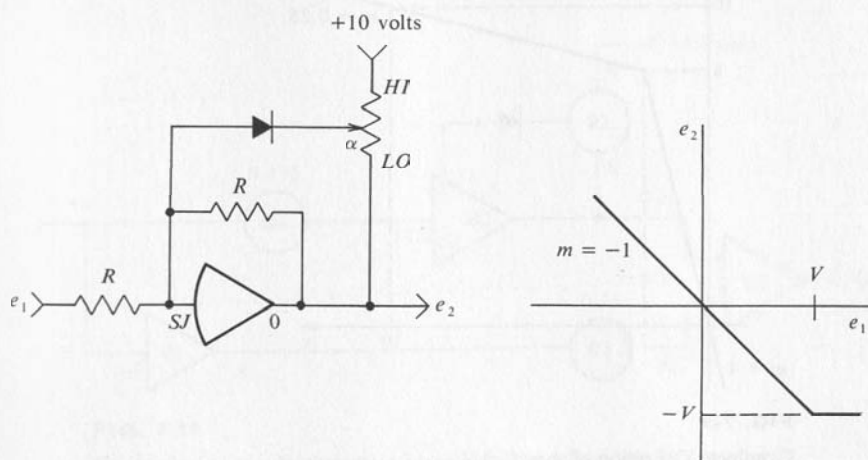 +10 volts
HI
α
LO
R
R
e₁
SJ
0
e₂
e₂
m = −1
V
e₁
−V